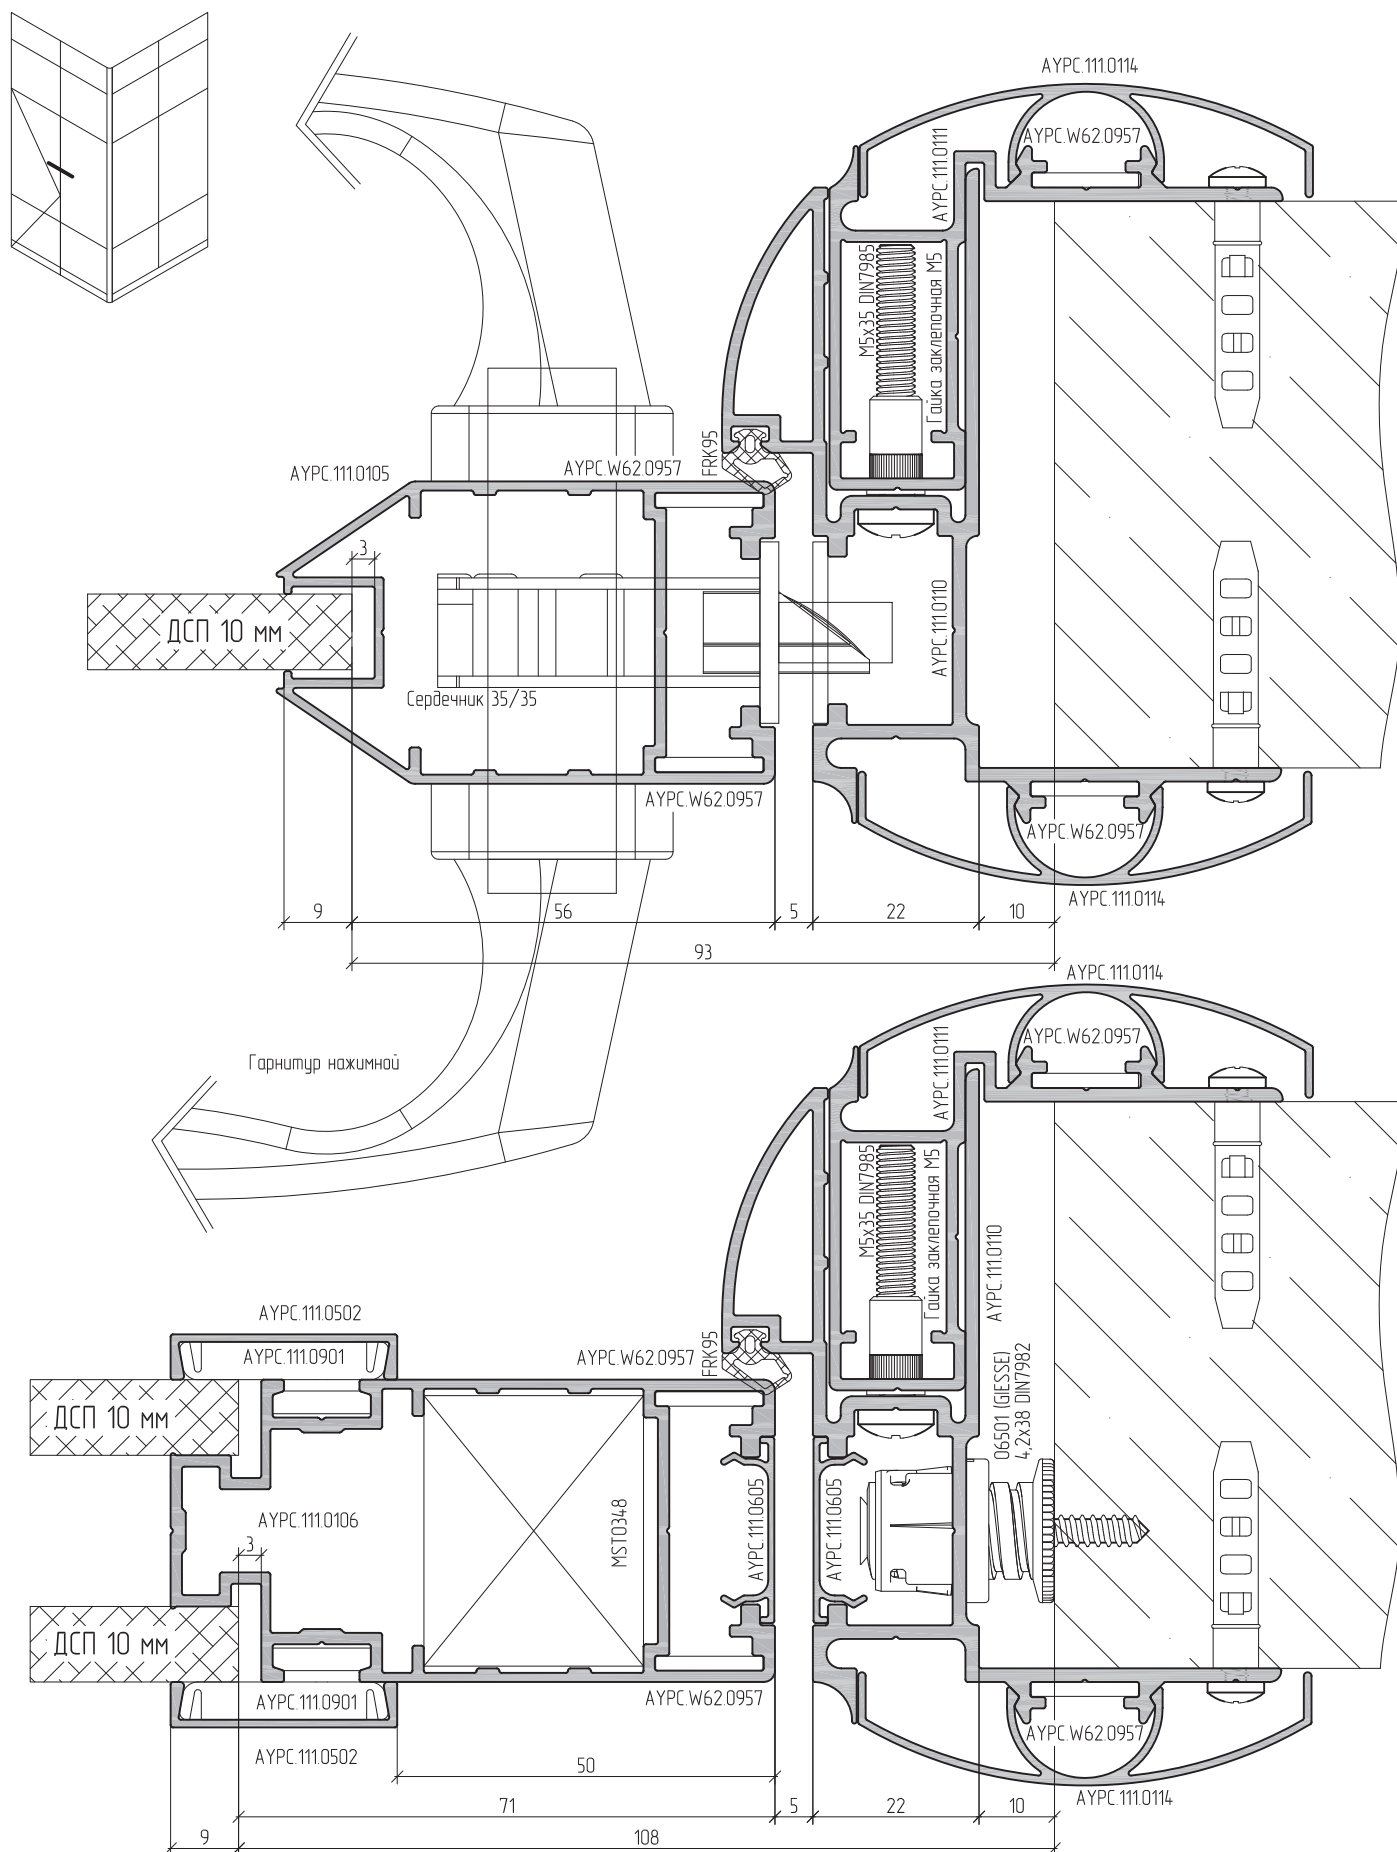 AYPC.111.0114
AYPC.W62.0957
AYPC.111.0111
M5x35 DIN7985
Гайка заклепочная M5
FRK95
AYPC.W62.0957
AYPC.111.0105
3
ДСП 10 мм
Сердечник 35/35
AYPC.111.0110
AYPC.W62.0957
AYPC.W62.0957
AYPC.111.0114
9
56
5
22
10
93
AYPC.111.0114
Гарнитур нажимной
AYPC.W62.0957
AYPC.111.0111
M5x35 DIN7985
Гайка заклепочная M5
AYPC.111.0110
06501 (GIESSE)
4,2x38 DIN7982
AYPC.111.0502
AYPC.111.0901
AYPC.W62.0957
FRK95
ДСП 10 мм
AYPC.111.0106
MST0348
AYPC.111.0605
AYPC.111.0605
3
ДСП 10 мм
AYPC.111.0901
AYPC.W62.0957
AYPC.W62.0957
AYPC.111.0502
AYPC.111.0114
50
71
5
22
10
9
108